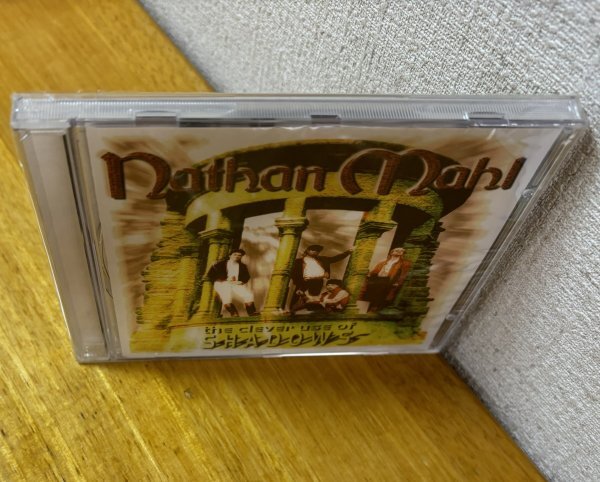 Nathan Mahl
the clever use of
SHADOWS